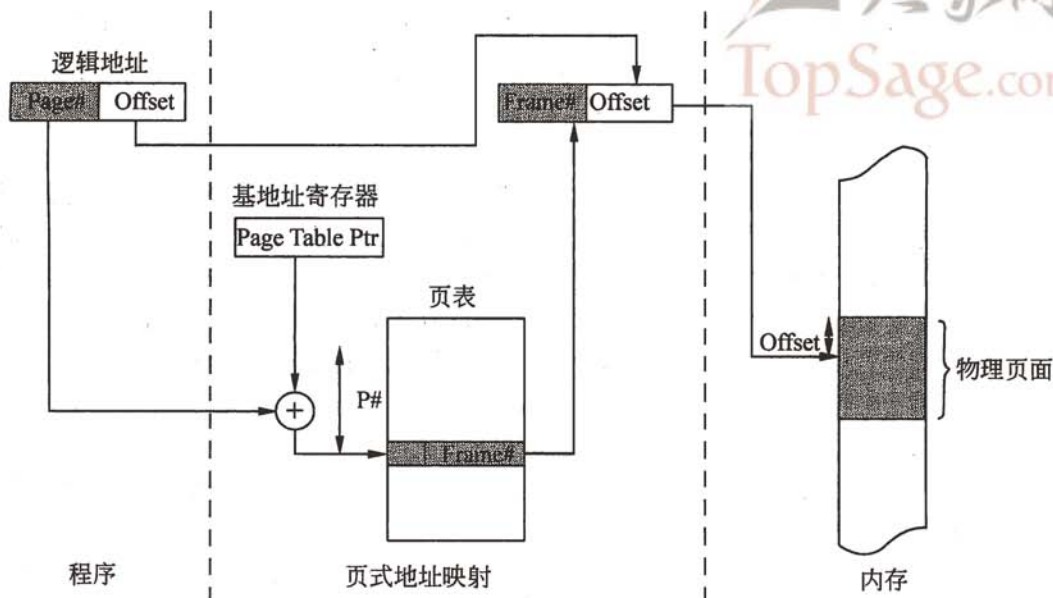 TopSage.com
逻辑地址
Page# Offset
Frame# Offset
基地址寄存器
Page Table Ptr
页表
P#
Frame#
Offset
物理页面
程序
页式地址映射
内存